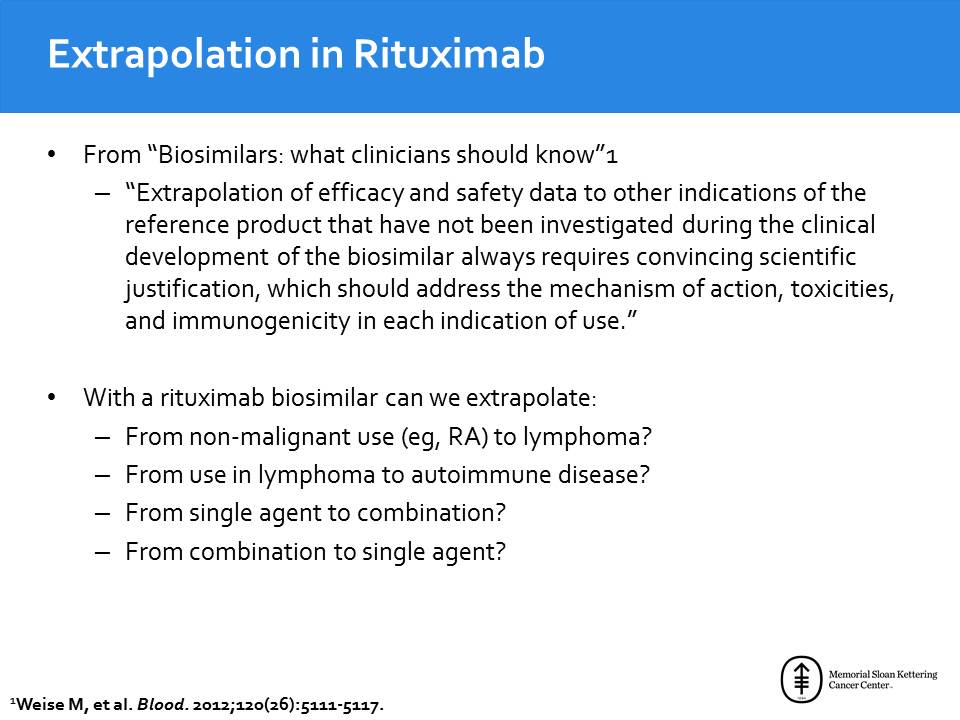 Extrapolation in Rituximab
• From “Biosimilars: what clinicians should know”1
– “Extrapolation of efficacy and safety data to other indications of the
reference product that have not been investigated during the clinical
development of the biosimilar always requires convincing scientific
justification, which should address the mechanism of action, toxicities,
and immunogenicity in each indication of use.”
• With a rituximab biosimilar can we extrapolate:
– From non-malignant use (eg, RA) to lymphoma?
– From use in lymphoma to autoimmune disease?
– From single agent to combination?
– From combination to single agent?
Memorial Sloan Kettering
Cancer Center
¹Weise M, et al. Blood. 2012;120(26):5111-5117.